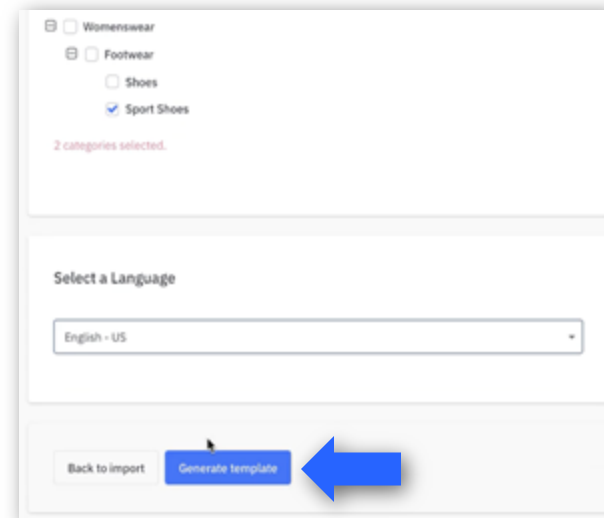 Womenswear
Footwear
Shoes
Sport Shoes
2 categories selected.
Select a Language
English - US
Back to import Generate template